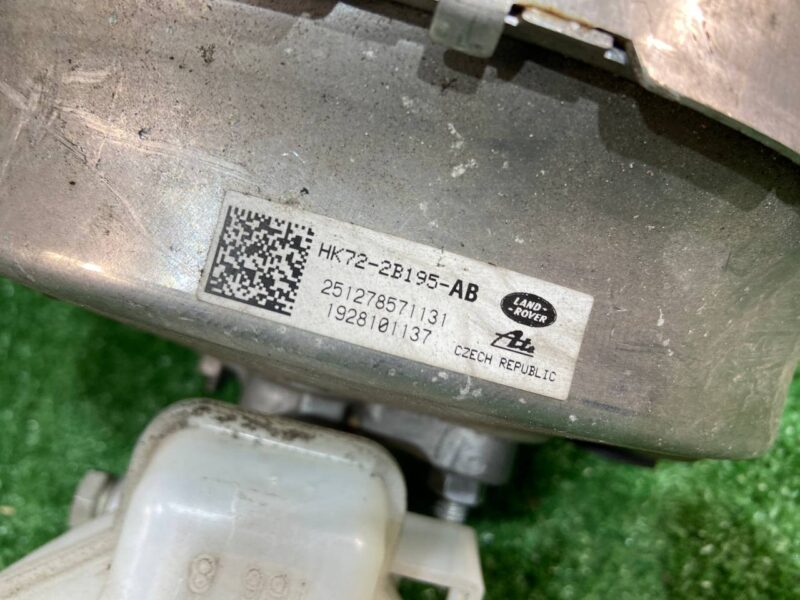 HK72-2B195-AB
251278571131
1928101137
LAND-
-ROVER
Ate
CZECH REPUBLIC